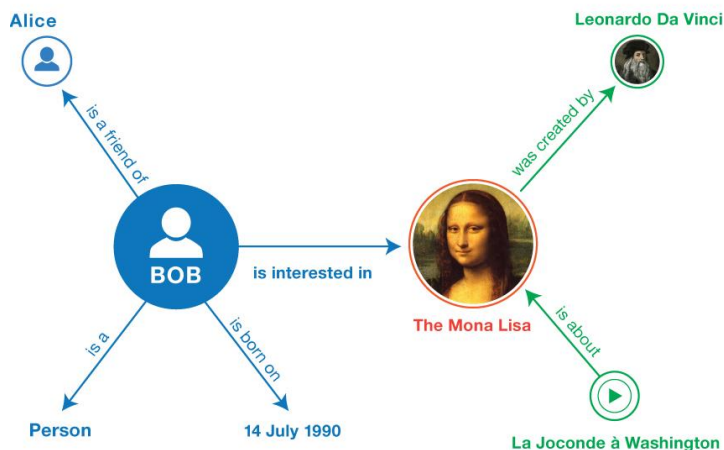 Alice
Leonardo Da Vinci
is a friend of
was created by
BOB
is interested in
The Mona Lisa
is a
is born on
is about
Person
14 July 1990
La Joconde à Washington